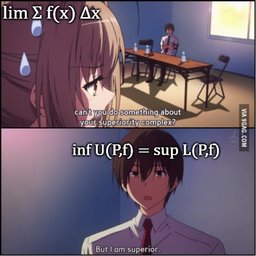 lim Σ f(x) Δx
can't you do something about
your superiority complex?
VIA 9GAG.COM
inf U(P,f) = sup L(P,f)
But I am superior.